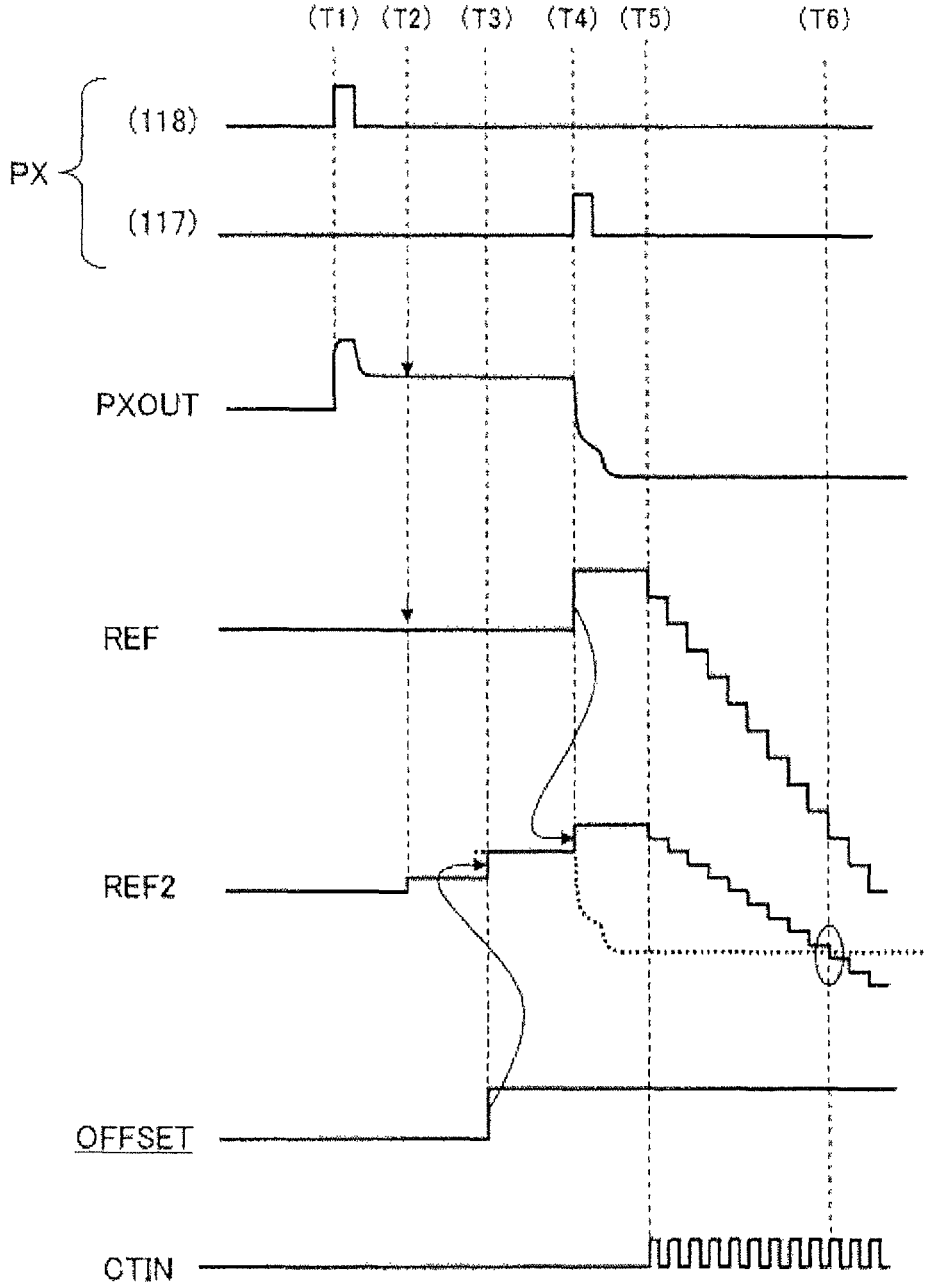 (T1) (T2) (T3) (T4) (T5) (T6)
(118)
PX
(117)
PXOUT
REF
REF2
OFFSET
CTIN